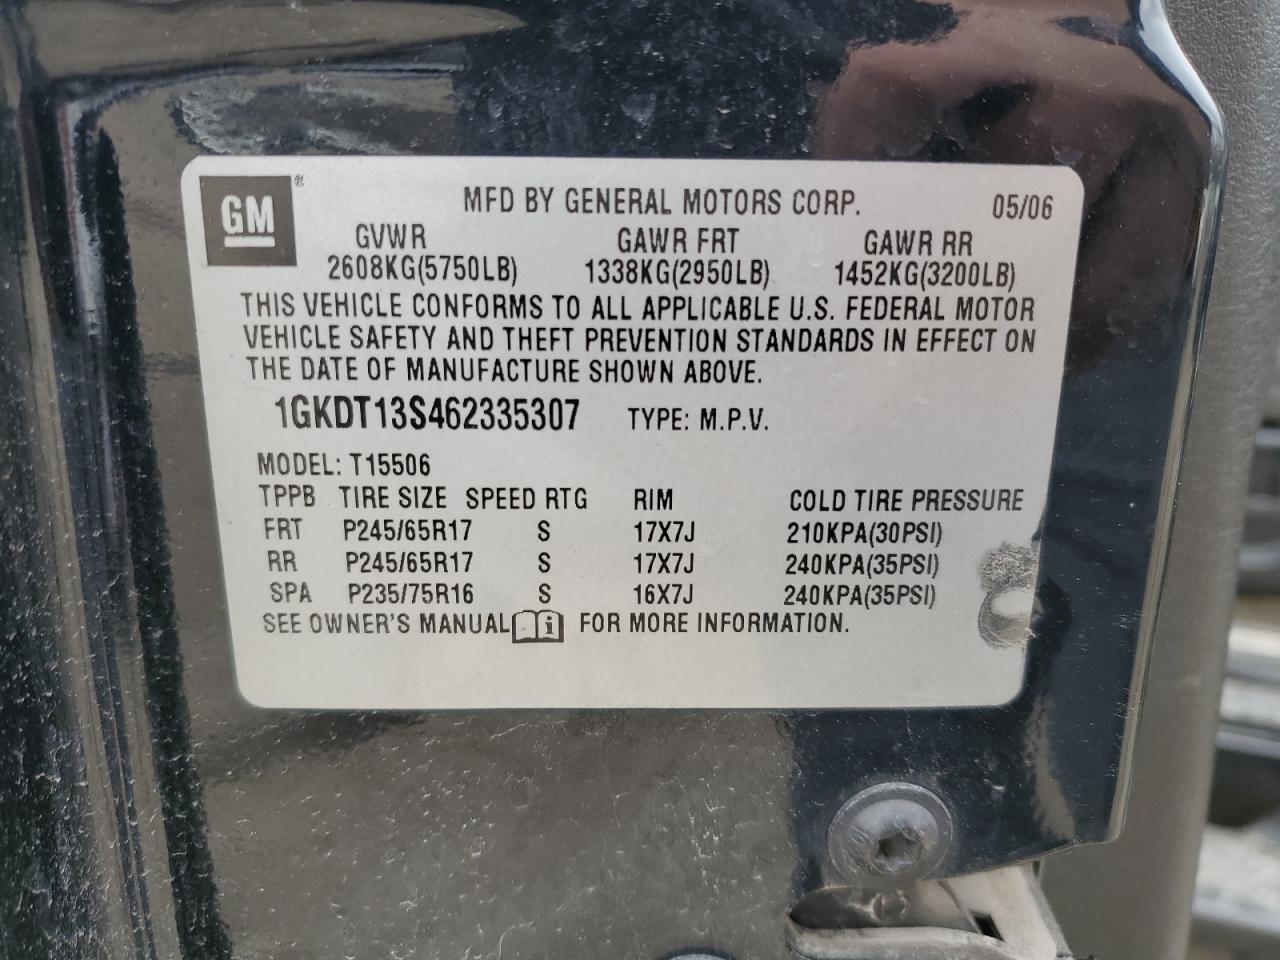 GM ®
MFD BY GENERAL MOTORS CORP. 05/06
GVWR GAWR FRT GAWR RR
2608KG(5750LB) 1338KG(2950LB) 1452KG(3200LB)
THIS VEHICLE CONFORMS TO ALL APPLICABLE U.S. FEDERAL MOTOR
VEHICLE SAFETY AND THEFT PREVENTION STANDARDS IN EFFECT ON
THE DATE OF MANUFACTURE SHOWN ABOVE.
1GKDT13S462335307 TYPE: M.P.V.
MODEL: T15506
TPPB TIRE SIZE SPEED RTG RIM COLD TIRE PRESSURE
FRT P245/65R17 S 17X7J 210KPA(30PSI)
RR P245/65R17 S 17X7J 240KPA(35PSI)
SPA P235/75R16 S 16X7J 240KPA(35PSI)
SEE OWNER'S MANUAL i FOR MORE INFORMATION.